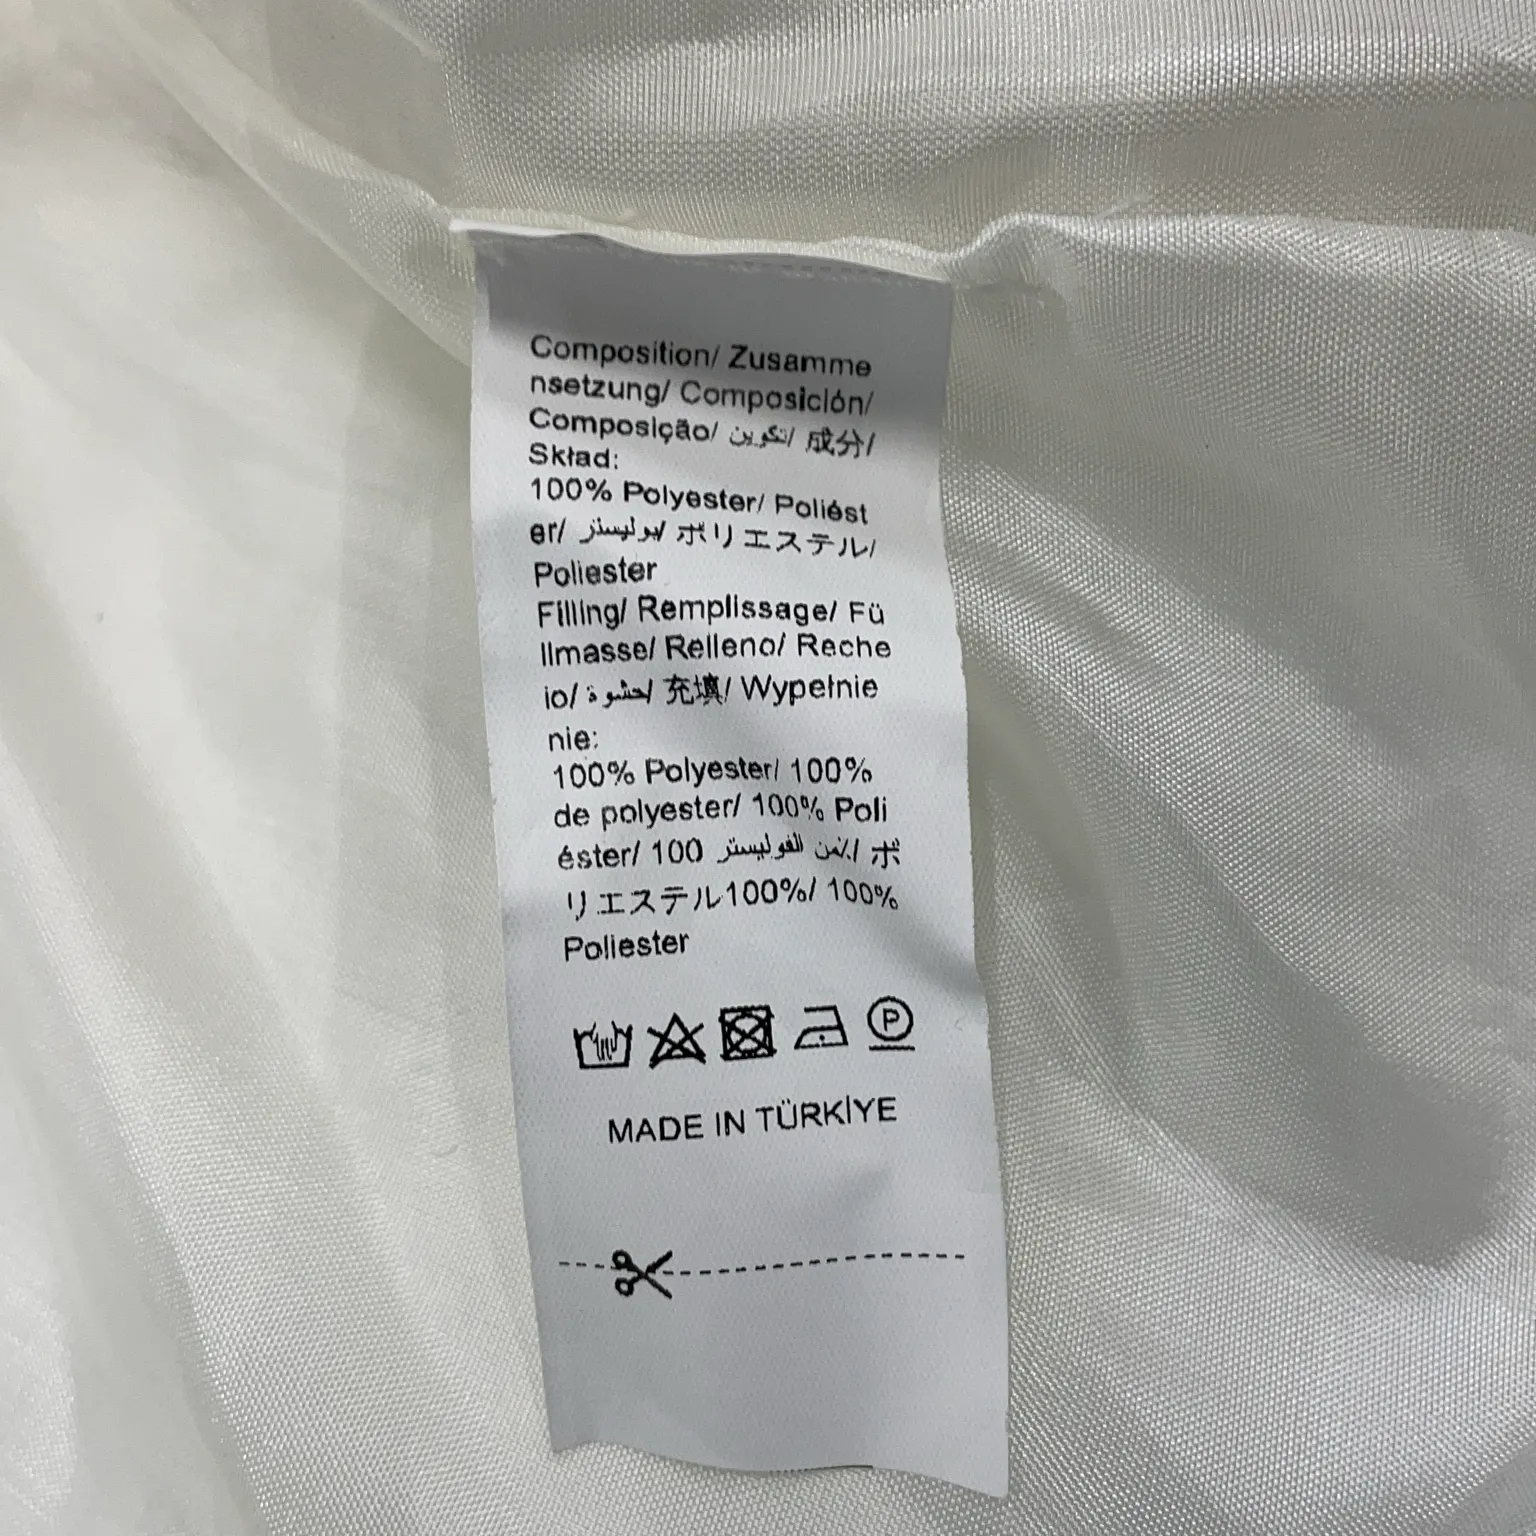 Composition/ Zusamme
nsetzung/ Composición/
Composição/ تكوين/ 成分/
Skład:
100% Polyester/ Poliést
er/ بوليستر/ ポリエステル/
Poliester
Filling/ Remplissage/ Fü
llmasse/ Relleno/ Reche
io/ حشوة/ 充填/ Wypełnie
nie:
100% Polyester/ 100%
de polyester/ 100% Poli
éster/ 100 ٪من الفوليستر/ ポ
リエステル100%/ 100%
Poliester
P
MADE IN TÜRKİYE